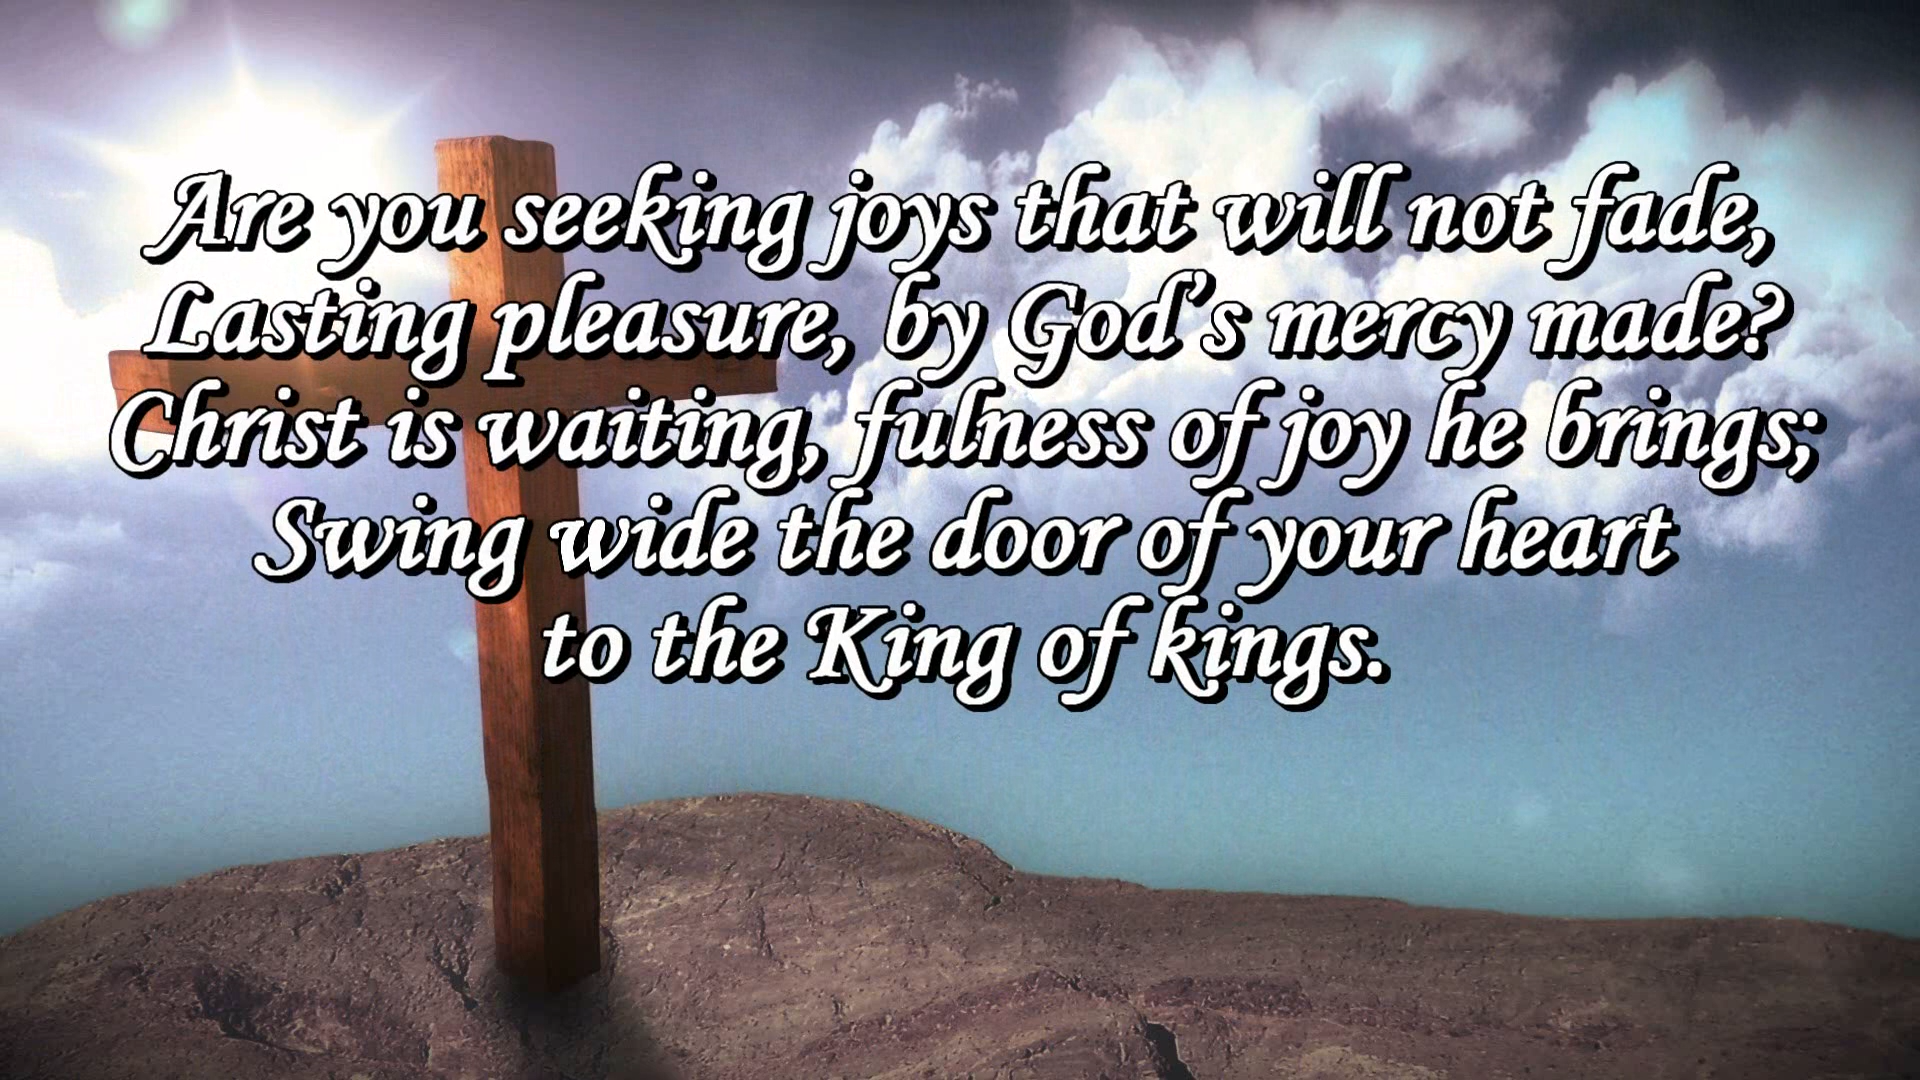 Are you seeking joys that will not fade,
Lasting pleasure, by God's mercy made?
Christ is waiting, fulness of joy he brings;
Swing wide the door of your heart
to the King of kings.